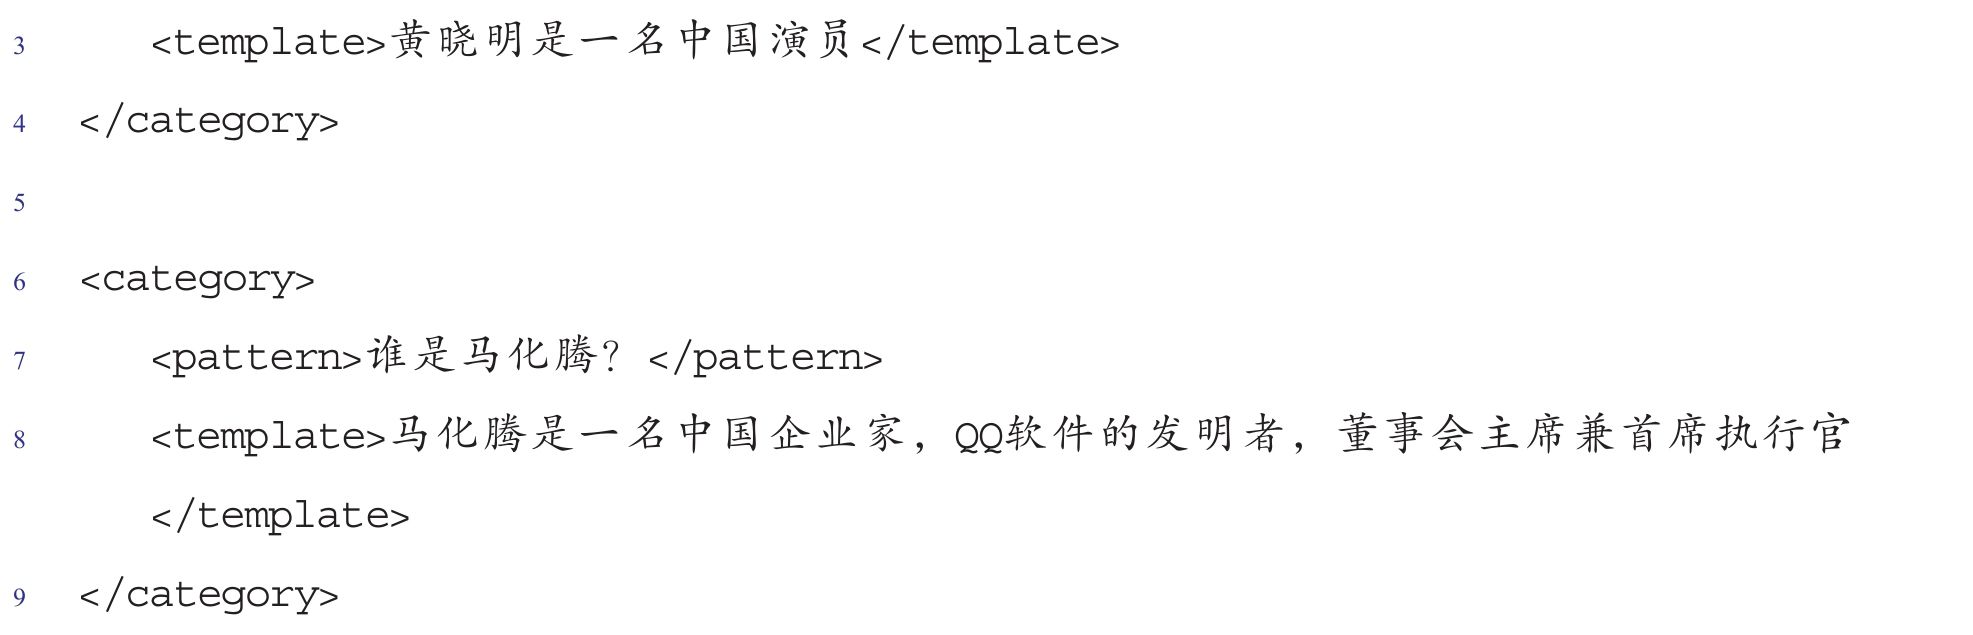 3 <template>黄晓明是一名中国演员</template>
4 </category>
5
6 <category>
7 <pattern>谁是马化腾？</pattern>
8 <template>马化腾是一名中国企业家，QQ软件的发明者，董事会主席兼首席执行官
</template>
9 </category>